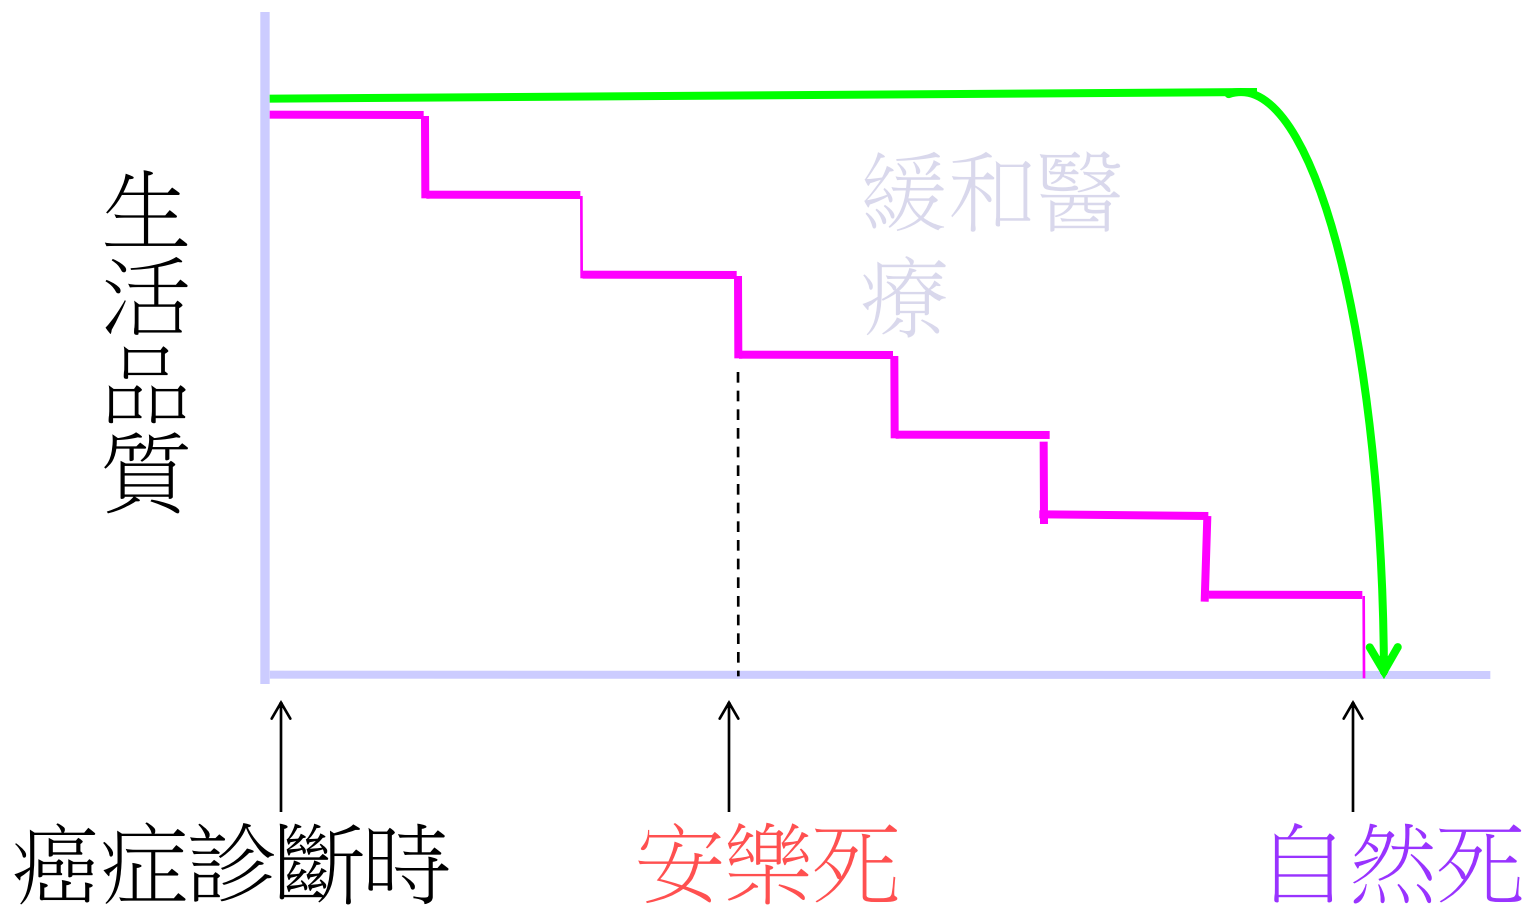 生活品質
緩和醫
療
癌症診斷時
安樂死
自然死